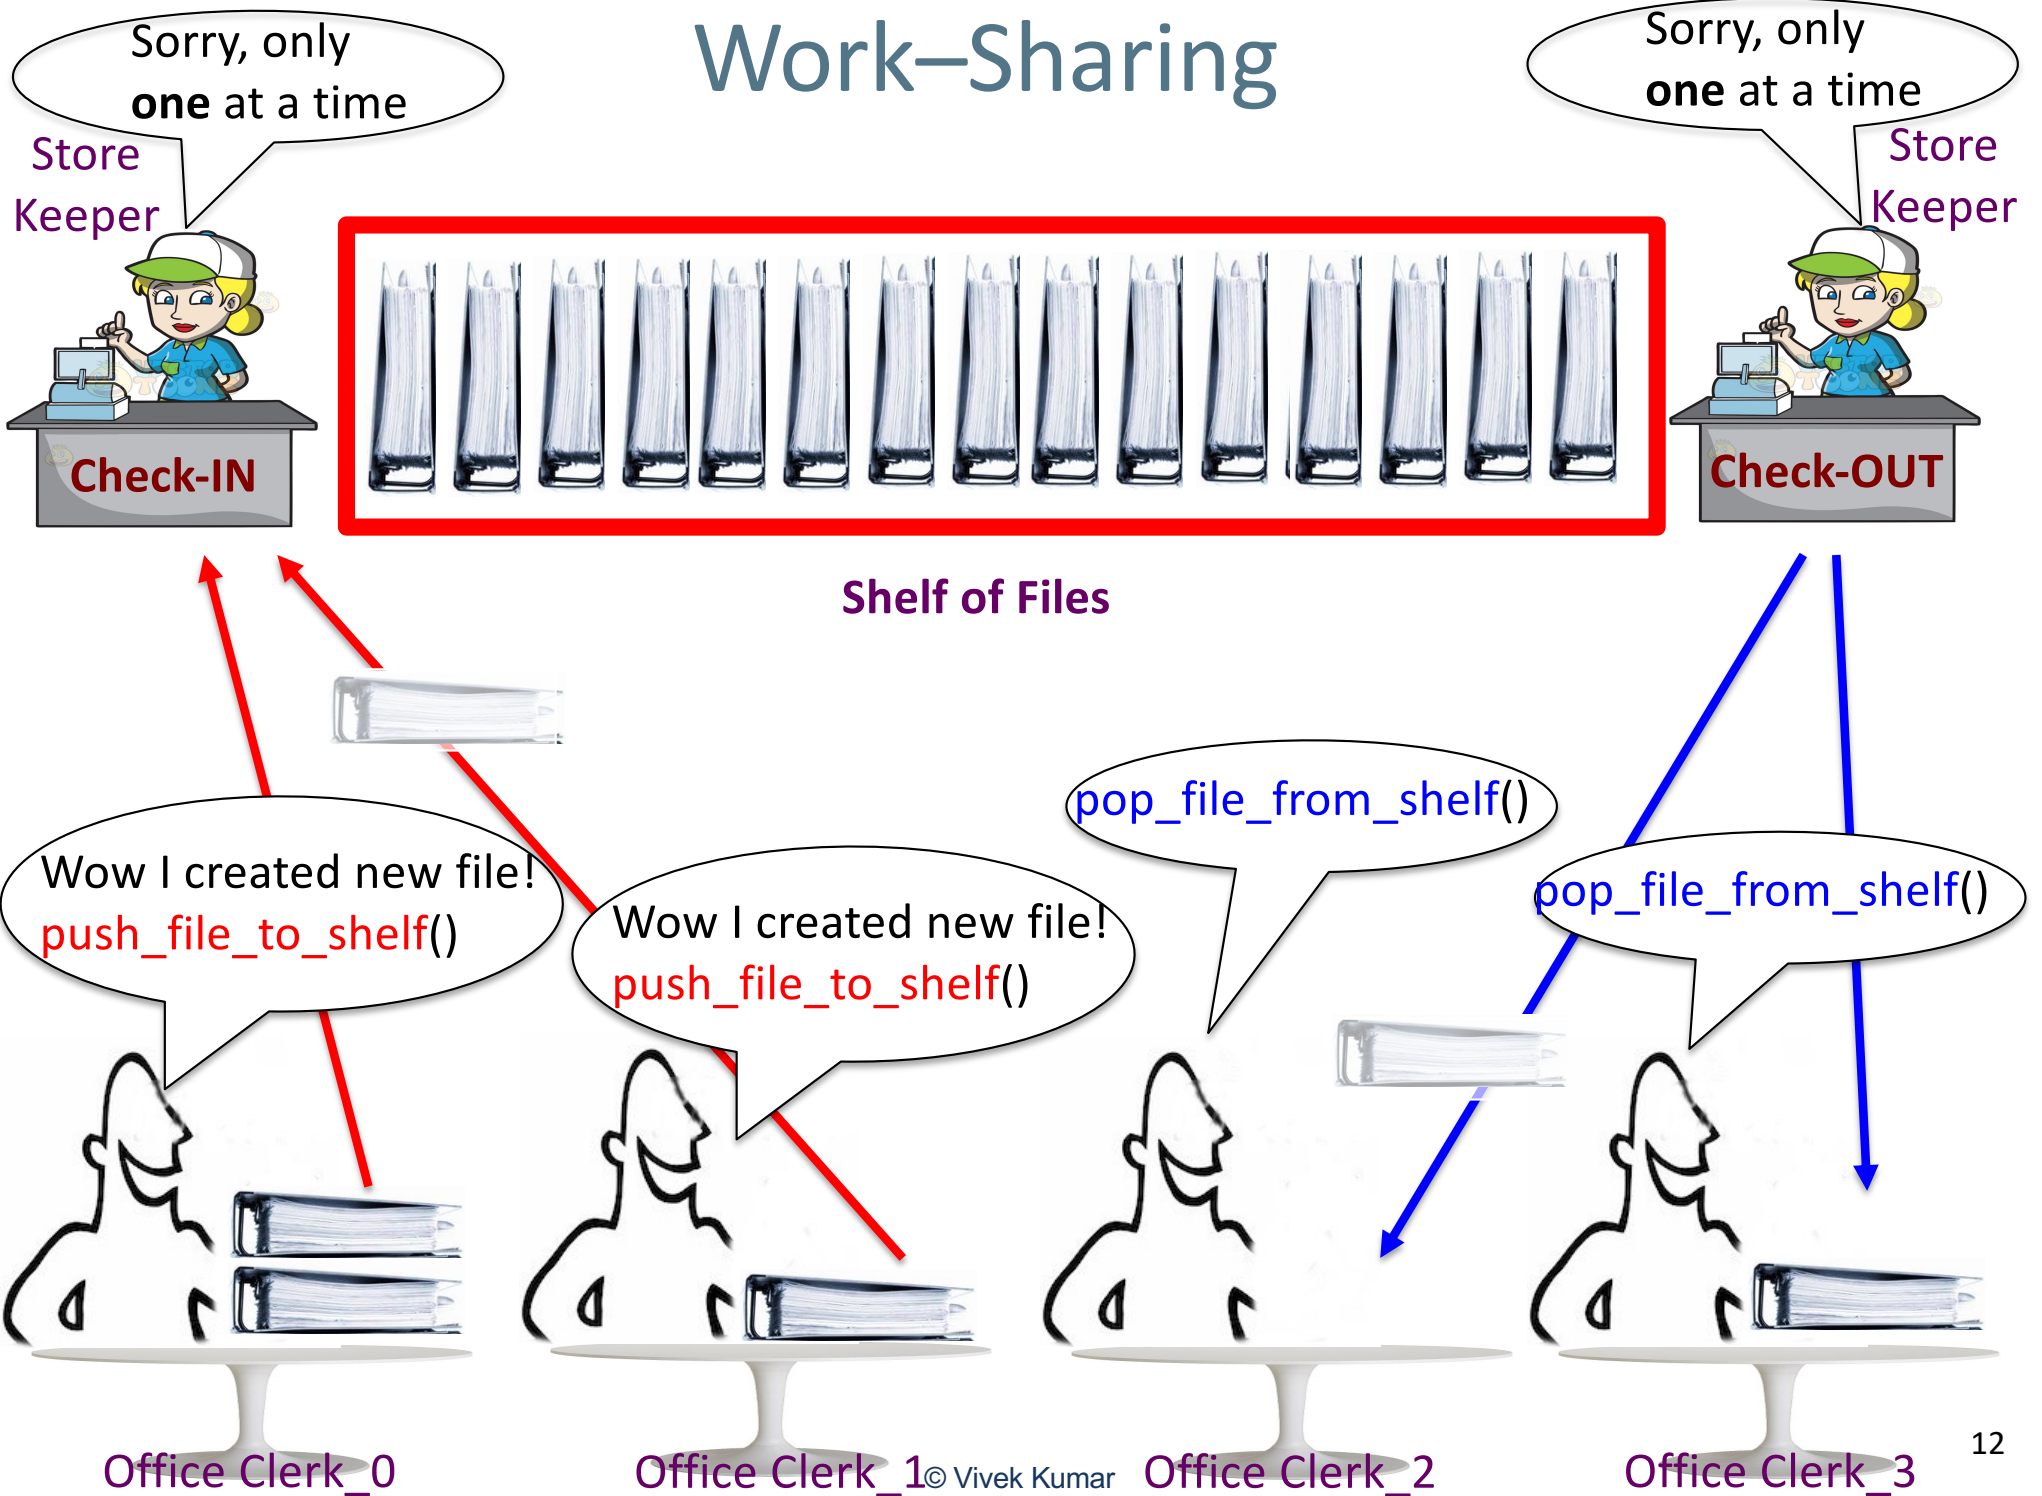 Work–Sharing
Sorry, only
one at a time
Store
Keeper
Sorry, only
one at a time
Store
Keeper
Check-IN
Check-OUT
Shelf of Files
Wow I created new file!
push_file_to_shelf()
Wow I created new file!
push_file_to_shelf()
pop_file_from_shelf()
pop_file_from_shelf()
Office Clerk_0
Office Clerk_1
Office Clerk_2
Office Clerk_3
© Vivek Kumar
12